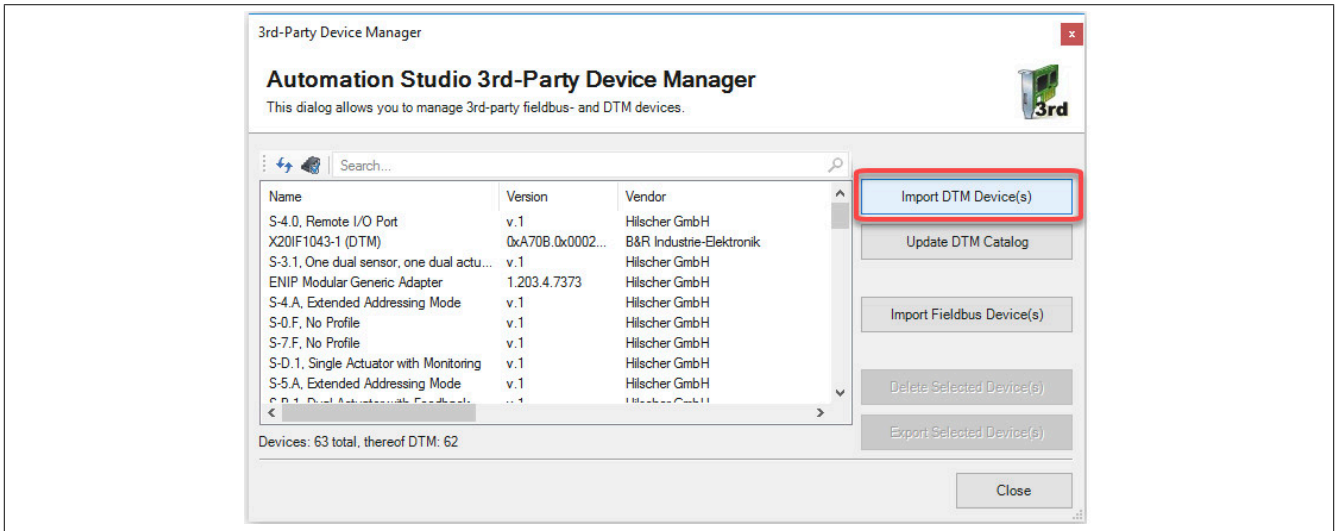 3rd-Party Device Manager
x
Automation Studio 3rd-Party Device Manager
This dialog allows you to manage 3rd-party fieldbus- and DTM devices.
3rd
Search...
Name Version Vendor
S-4.0, Remote I/O Port v.1 Hilscher GmbH
X20IF1043-1 (DTM) 0xA70B.0x0002... B&R Industrie-Elektronik
S-3.1, One dual sensor, one dual actu... v.1 Hilscher GmbH
ENIP Modular Generic Adapter 1.203.4.7373 Hilscher GmbH
S-4.A, Extended Addressing Mode v.1 Hilscher GmbH
S-0.F, No Profile v.1 Hilscher GmbH
S-7.F, No Profile v.1 Hilscher GmbH
S-D.1, Single Actuator with Monitoring v.1 Hilscher GmbH
S-5.A, Extended Addressing Mode v.1 Hilscher GmbH
Devices: 63 total, thereof DTM: 62
Import DTM Device(s)
Update DTM Catalog
Import Fieldbus Device(s)
Delete Selected Device(s)
Export Selected Device(s)
Close